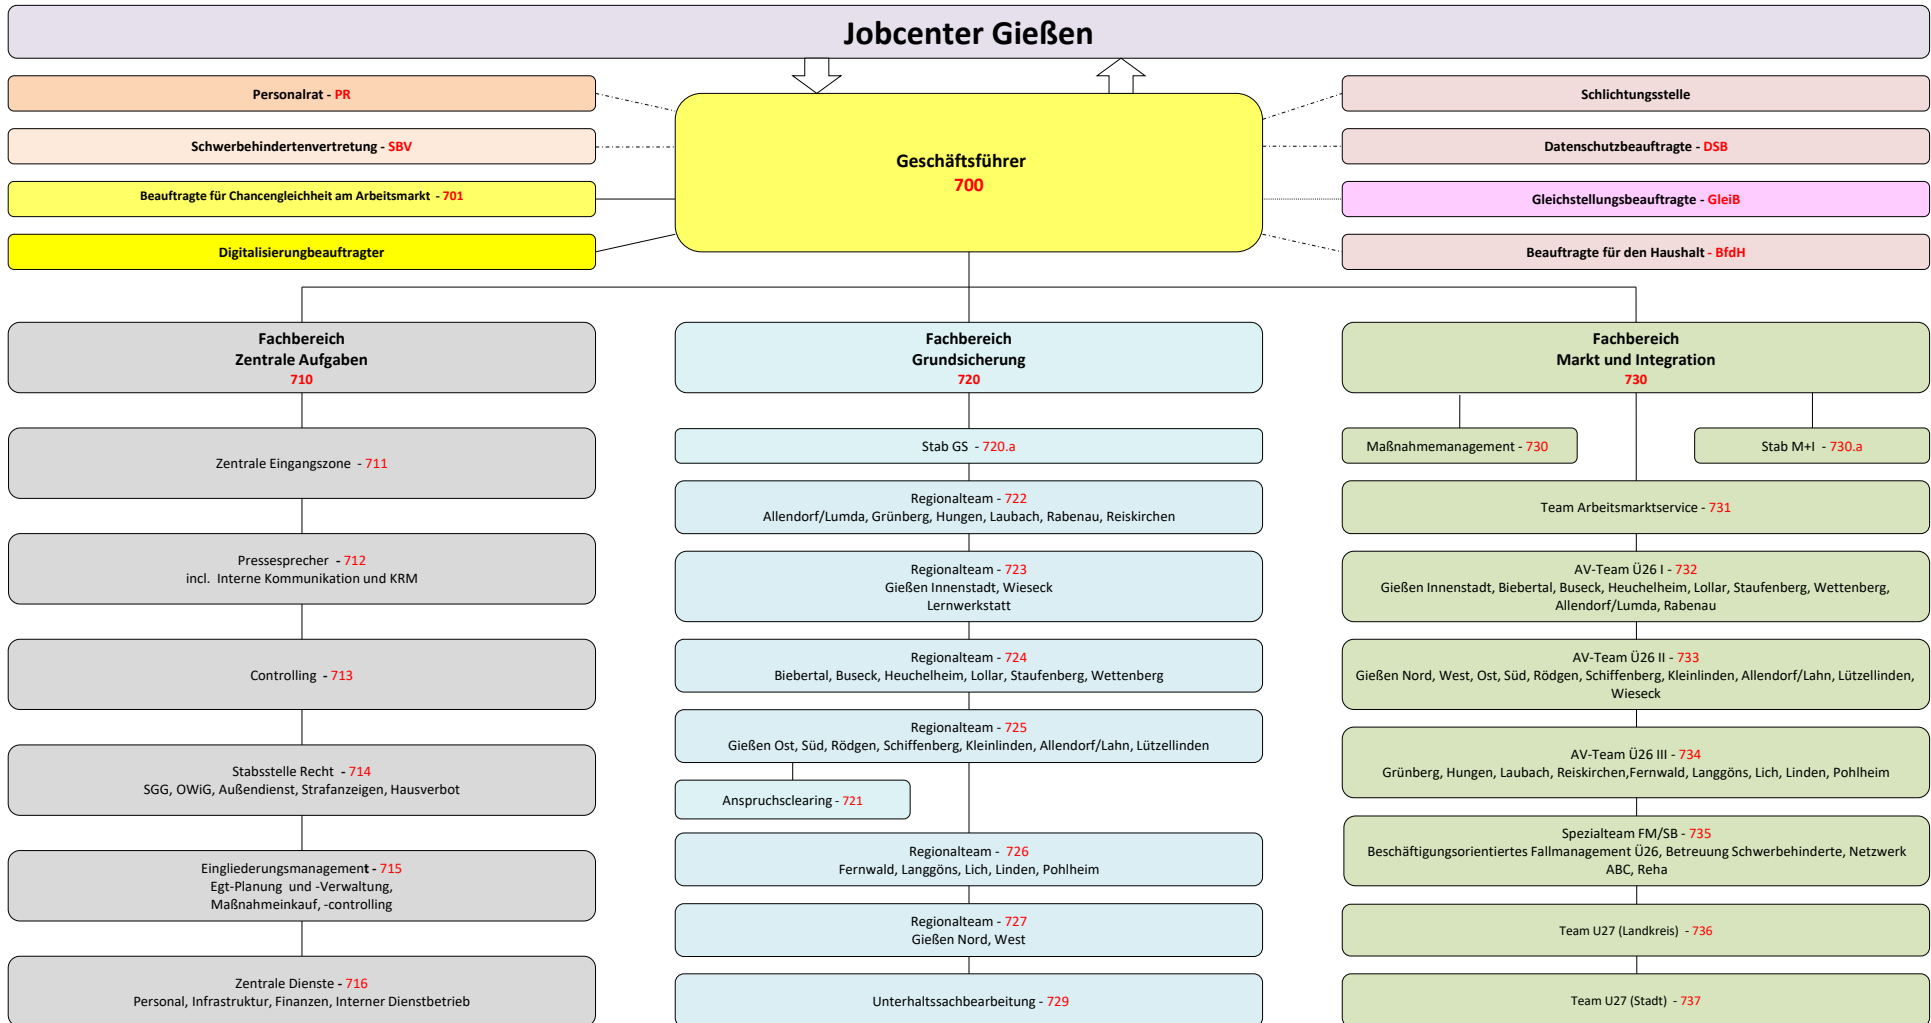 Jobcenter Gießen
Personalrat - PR
Schwerbehindertenvertretung - SBV
Beauftragte für Chancengleichheit am Arbeitsmarkt - 701
Digitalisierungbeauftragter
Geschäftsführer
700
Schlichtungsstelle
Datenschutzbeauftragte - DSB
Gleichstellungsbeauftragte - GleiB
Beauftragte für den Haushalt - BfdH
Fachbereich
Zentrale Aufgaben
710
Zentrale Eingangszone - 711
Pressesprecher - 712
incl. Interne Kommunikation und KRM
Controlling - 713
Stabsstelle Recht - 714
SGG, OWiG, Außendienst, Strafanzeigen, Hausverbot
Eingliederungsmanagement - 715
Egt-Planung und -Verwaltung,
Maßnahmeinkauf, -controlling
Zentrale Dienste - 716
Personal, Infrastruktur, Finanzen, Interner Dienstbetrieb
Fachbereich
Grundsicherung
720
Stab GS - 720.a
Regionalteam - 722
Allendorf/Lumda, Grünberg, Hungen, Laubach, Rabenau, Reiskirchen
Regionalteam - 723
Gießen Innenstadt, Wieseck
Lernwerkstatt
Regionalteam - 724
Biebertal, Buseck, Heuchelheim, Lollar, Staufenberg, Wettenberg
Regionalteam - 725
Gießen Ost, Süd, Rödgen, Schiffenberg, Kleinlinden, Allendorf/Lahn, Lützellinden
Anspruchsclearing - 721
Regionalteam - 726
Fernwald, Langgöns, Lich, Linden, Pohlheim
Regionalteam - 727
Gießen Nord, West
Unterhaltssachbearbeitung - 729
Fachbereich
Markt und Integration
730
Maßnahmemanagement - 730
Stab M+I - 730.a
Team Arbeitsmarktservice - 731
AV-Team Ü26 I - 732
Gießen Innenstadt, Biebertal, Buseck, Heuchelheim, Lollar, Staufenberg, Wettenberg,
Allendorf/Lumda, Rabenau
AV-Team Ü26 II - 733
Gießen Nord, West, Ost, Süd, Rödgen, Schiffenberg, Kleinlinden, Allendorf/Lahn, Lützellinden,
Wieseck
AV-Team Ü26 III - 734
Grünberg, Hungen, Laubach, Reiskirchen,Fernwald, Langgöns, Lich, Linden, Pohlheim
Spezialteam FM/SB - 735
Beschäftigungsorientiertes Fallmanagement Ü26, Betreuung Schwerbehinderte, Netzwerk
ABC, Reha
Team U27 (Landkreis) - 736
Team U27 (Stadt) - 737